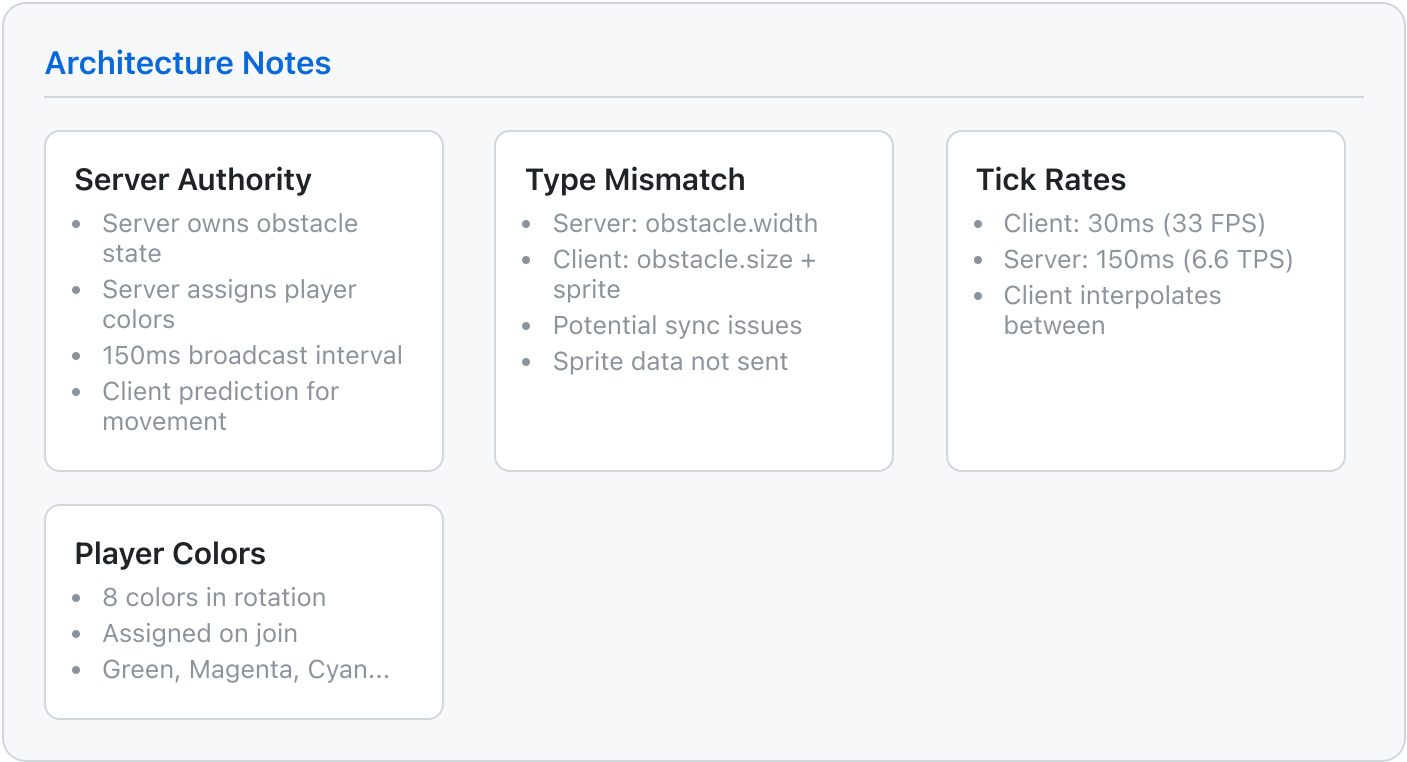 Architecture Notes
Server Authority
• Server owns obstacle
state
• Server assigns player
colors
• 150ms broadcast interval
• Client prediction for
movement
Type Mismatch
• Server: obstacle.width
• Client: obstacle.size +
sprite
• Potential sync issues
• Sprite data not sent
Tick Rates
• Client: 30ms (33 FPS)
• Server: 150ms (6.6 TPS)
• Client interpolates
between
Player Colors
• 8 colors in rotation
• Assigned on join
• Green, Magenta, Cyan...